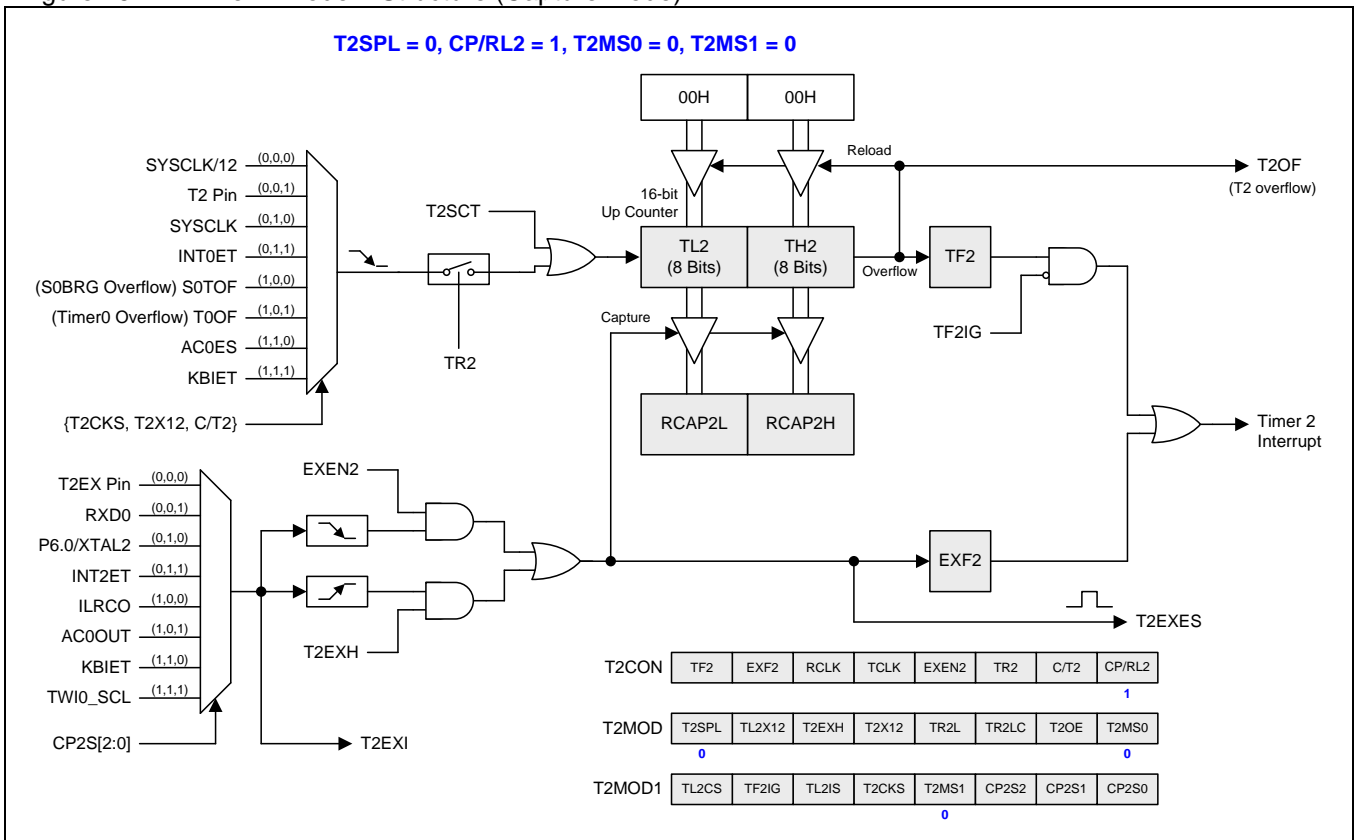 T2SPL = 0, CP/RL2 = 1, T2MS0 = 0, T2MS1 = 0
00H 00H
Reload
T2OF
(T2 overflow)
SYSCLK/12 (0,0,0)
T2 Pin (0,0,1)
SYSCLK (0,1,0)
INT0ET (0,1,1)
(S0BRG Overflow) S0TOF (1,0,0)
(Timer0 Overflow) T0OF (1,0,1)
AC0ES (1,1,0)
KBIET (1,1,1)
{T2CKS, T2X12, C/T2}
TR2
T2SCT
16-bit
Up Counter
TL2
(8 Bits)
TH2
(8 Bits)
Overflow
TF2
TF2IG
Capture
RCAP2L RCAP2H
Timer 2
Interrupt
EXEN2
T2EX Pin (0,0,0)
RXD0 (0,0,1)
P6.0/XTAL2 (0,1,0)
INT2ET (0,1,1)
ILRCO (1,0,0)
AC0OUT (1,0,1)
KBIET (1,1,0)
TWI0_SCL (1,1,1)
CP2S[2:0]
T2EXH
T2EXI
EXF2
T2EXES
T2CON TF2 EXF2 RCLK TCLK EXEN2 TR2 C/T2 CP/RL2
1
T2MOD T2SPL TL2X12 T2EXH T2X12 TR2L TR2LC T2OE T2MS0
0 0
T2MOD1 TL2CS TF2IG TL2IS T2CKS T2MS1 CP2S2 CP2S1 CP2S0
0